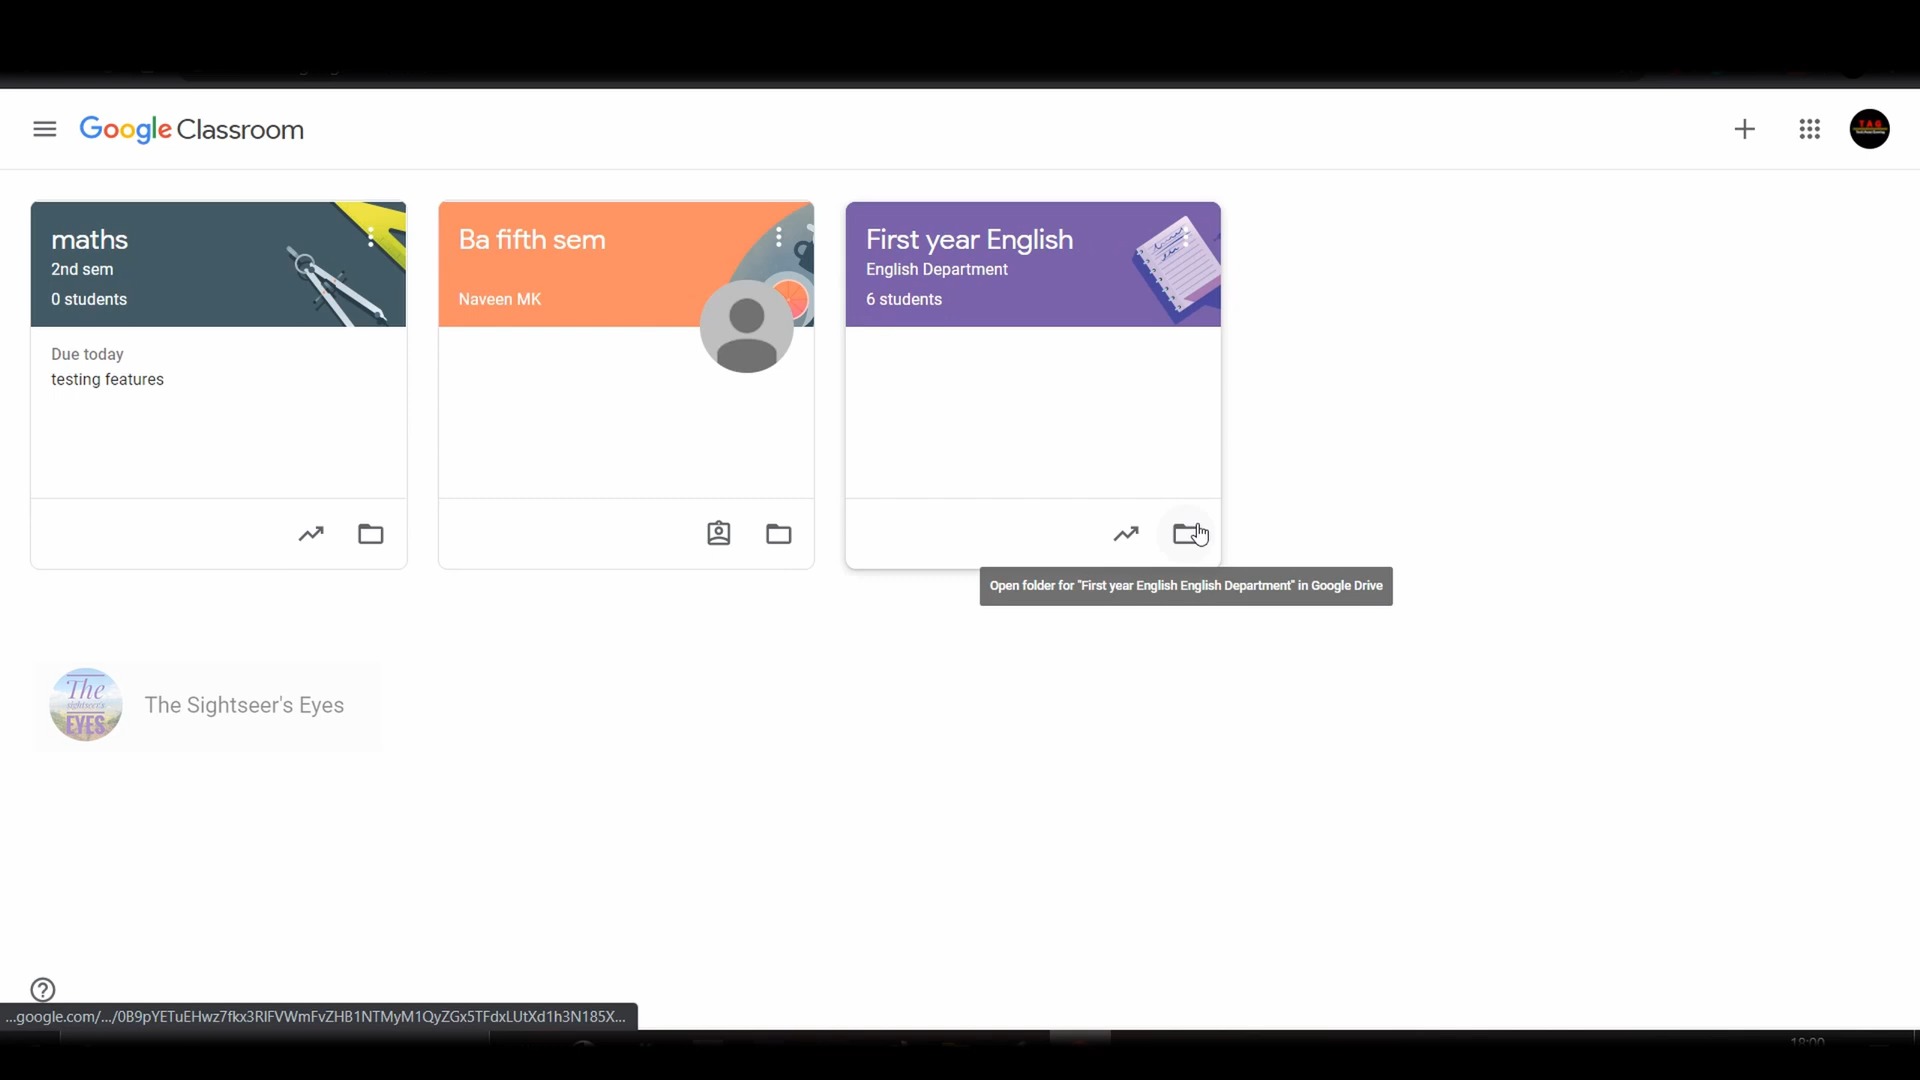 Google Classroom
maths
2nd sem
0 students
Due today
testing features
Ba fifth sem
Naveen MK
First year English
English Department
6 students
Open folder for "First year English English Department" in Google Drive
The
EYES
The Sightseer's Eyes
...google.com/.../0B9pYETuEHwz7fkx3RlFVWmFvZHB1NTMyM1QyZGx5TFdxLUtXd1h3N185X...
18:00